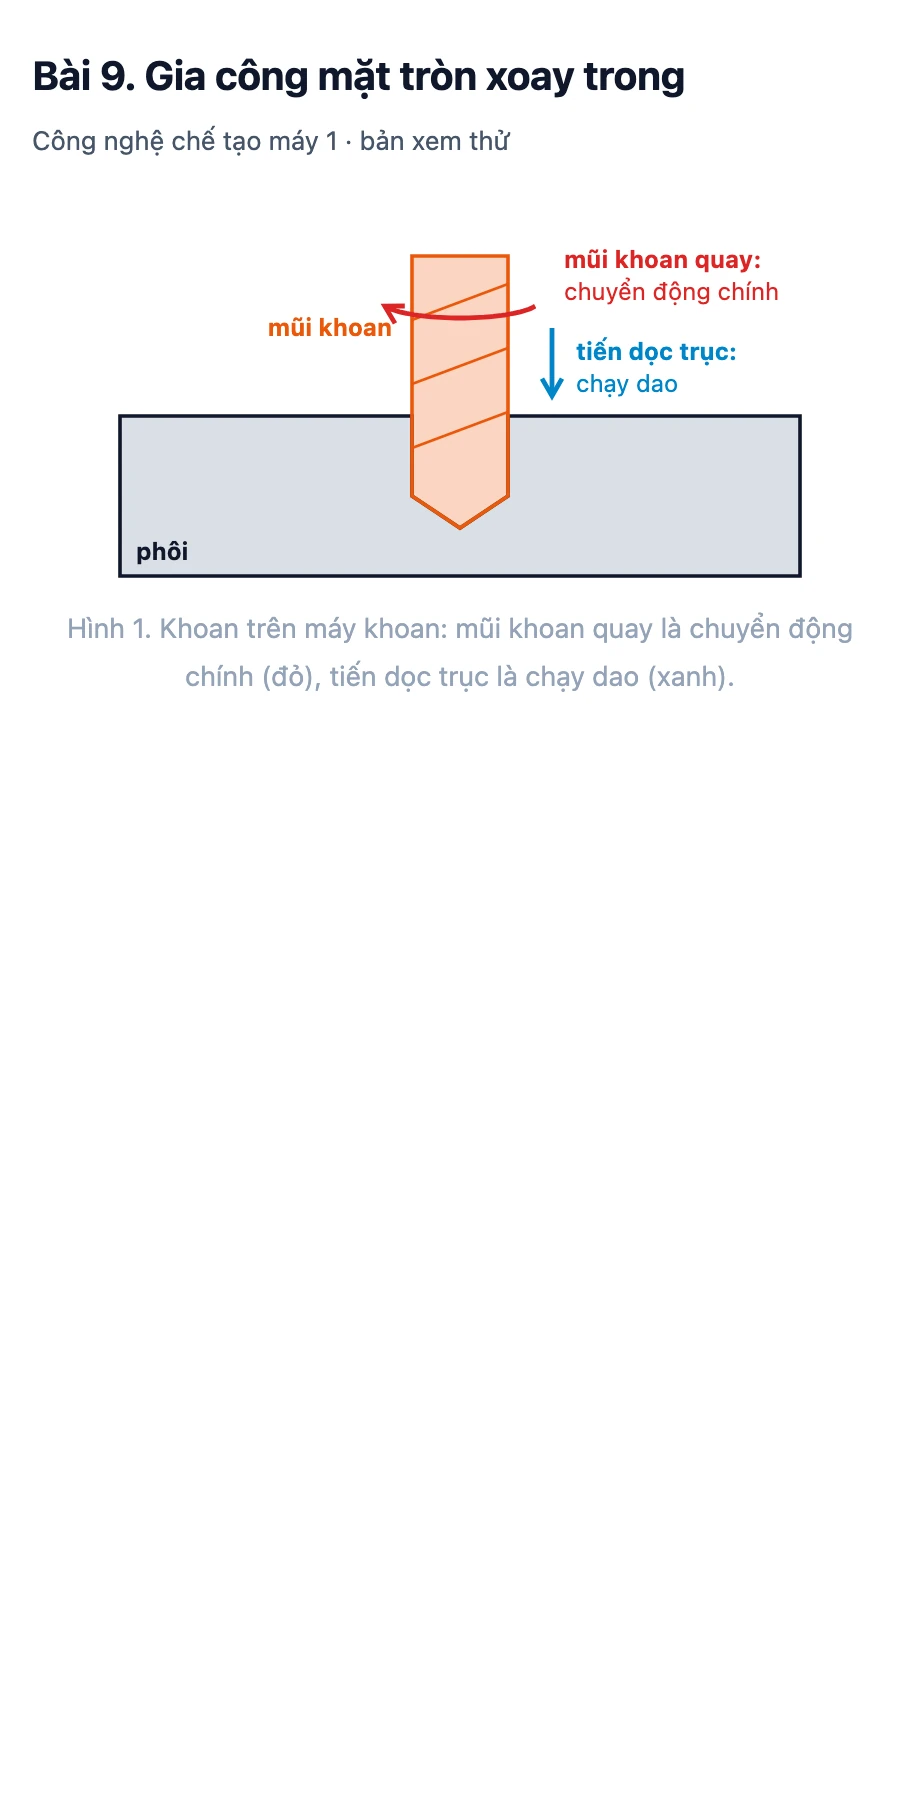 Bài 9. Gia công mặt tròn xoay trong
Công nghệ chế tạo máy 1 · bản xem thử
mũi khoan quay:
chuyển động chính
mũi khoan
tiến dọc trục:
chạy dao
phôi
Hình 1. Khoan trên máy khoan: mũi khoan quay là chuyển động
chính (đỏ), tiến dọc trục là chạy dao (xanh).